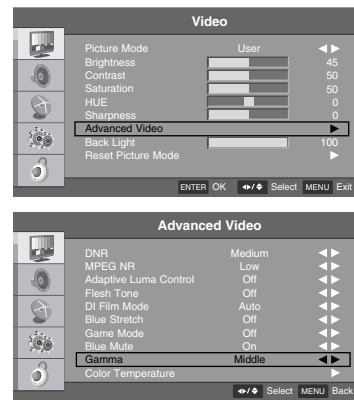 Video
Picture Mode User
Brightness 45
Contrast 50
Saturation 50
HUE 0
Sharpness 0
Advanced Video
Back Light 100
Reset Picture Mode
ENTER OK Select MENU Exit
Advanced Video
DNR Medium
MPEG NR Low
Adaptive Luma Control Off
Flesh Tone Off
DI Film Mode Auto
Blue Stretch Off
Game Mode Off
Blue Mute On
Gamma Middle
Color Temperature
Select MENU Back